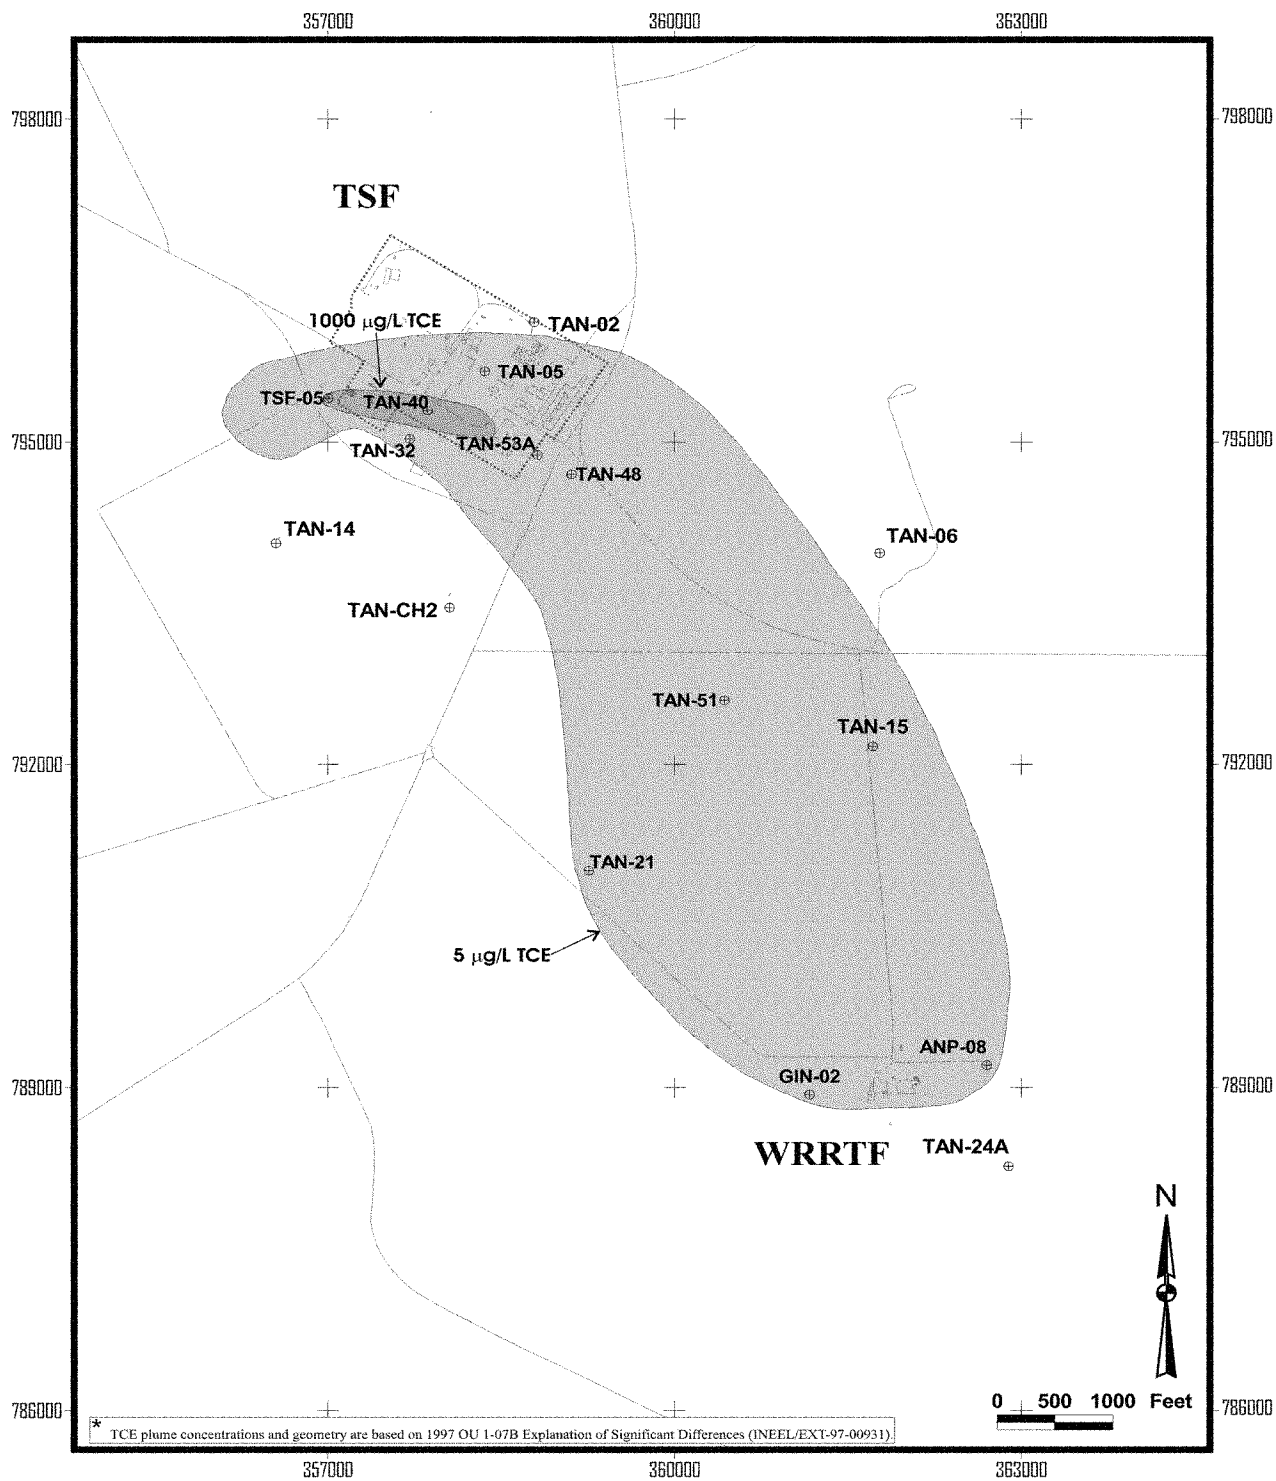 357000 360000 363000
798000 798000
TSF
1000 µg/L TCE
TAN-02
TAN-05
TSF-05
TAN-40
795000 795000
TAN-32
TAN-53A
TAN-48
TAN-14
TAN-06
TAN-CH2
TAN-51
TAN-15
792000 792000
TAN-21
5 µg/L TCE
ANP-08
GIN-02
789000 789000
WRRTF
TAN-24A
N
0 500 1000 Feet
786000 786000
* TCE plume concentrations and geometry are based on 1997 OU 1-07B Explanation of Significant Differences (INEEL/EXT-97-00931).
357000 360000 363000